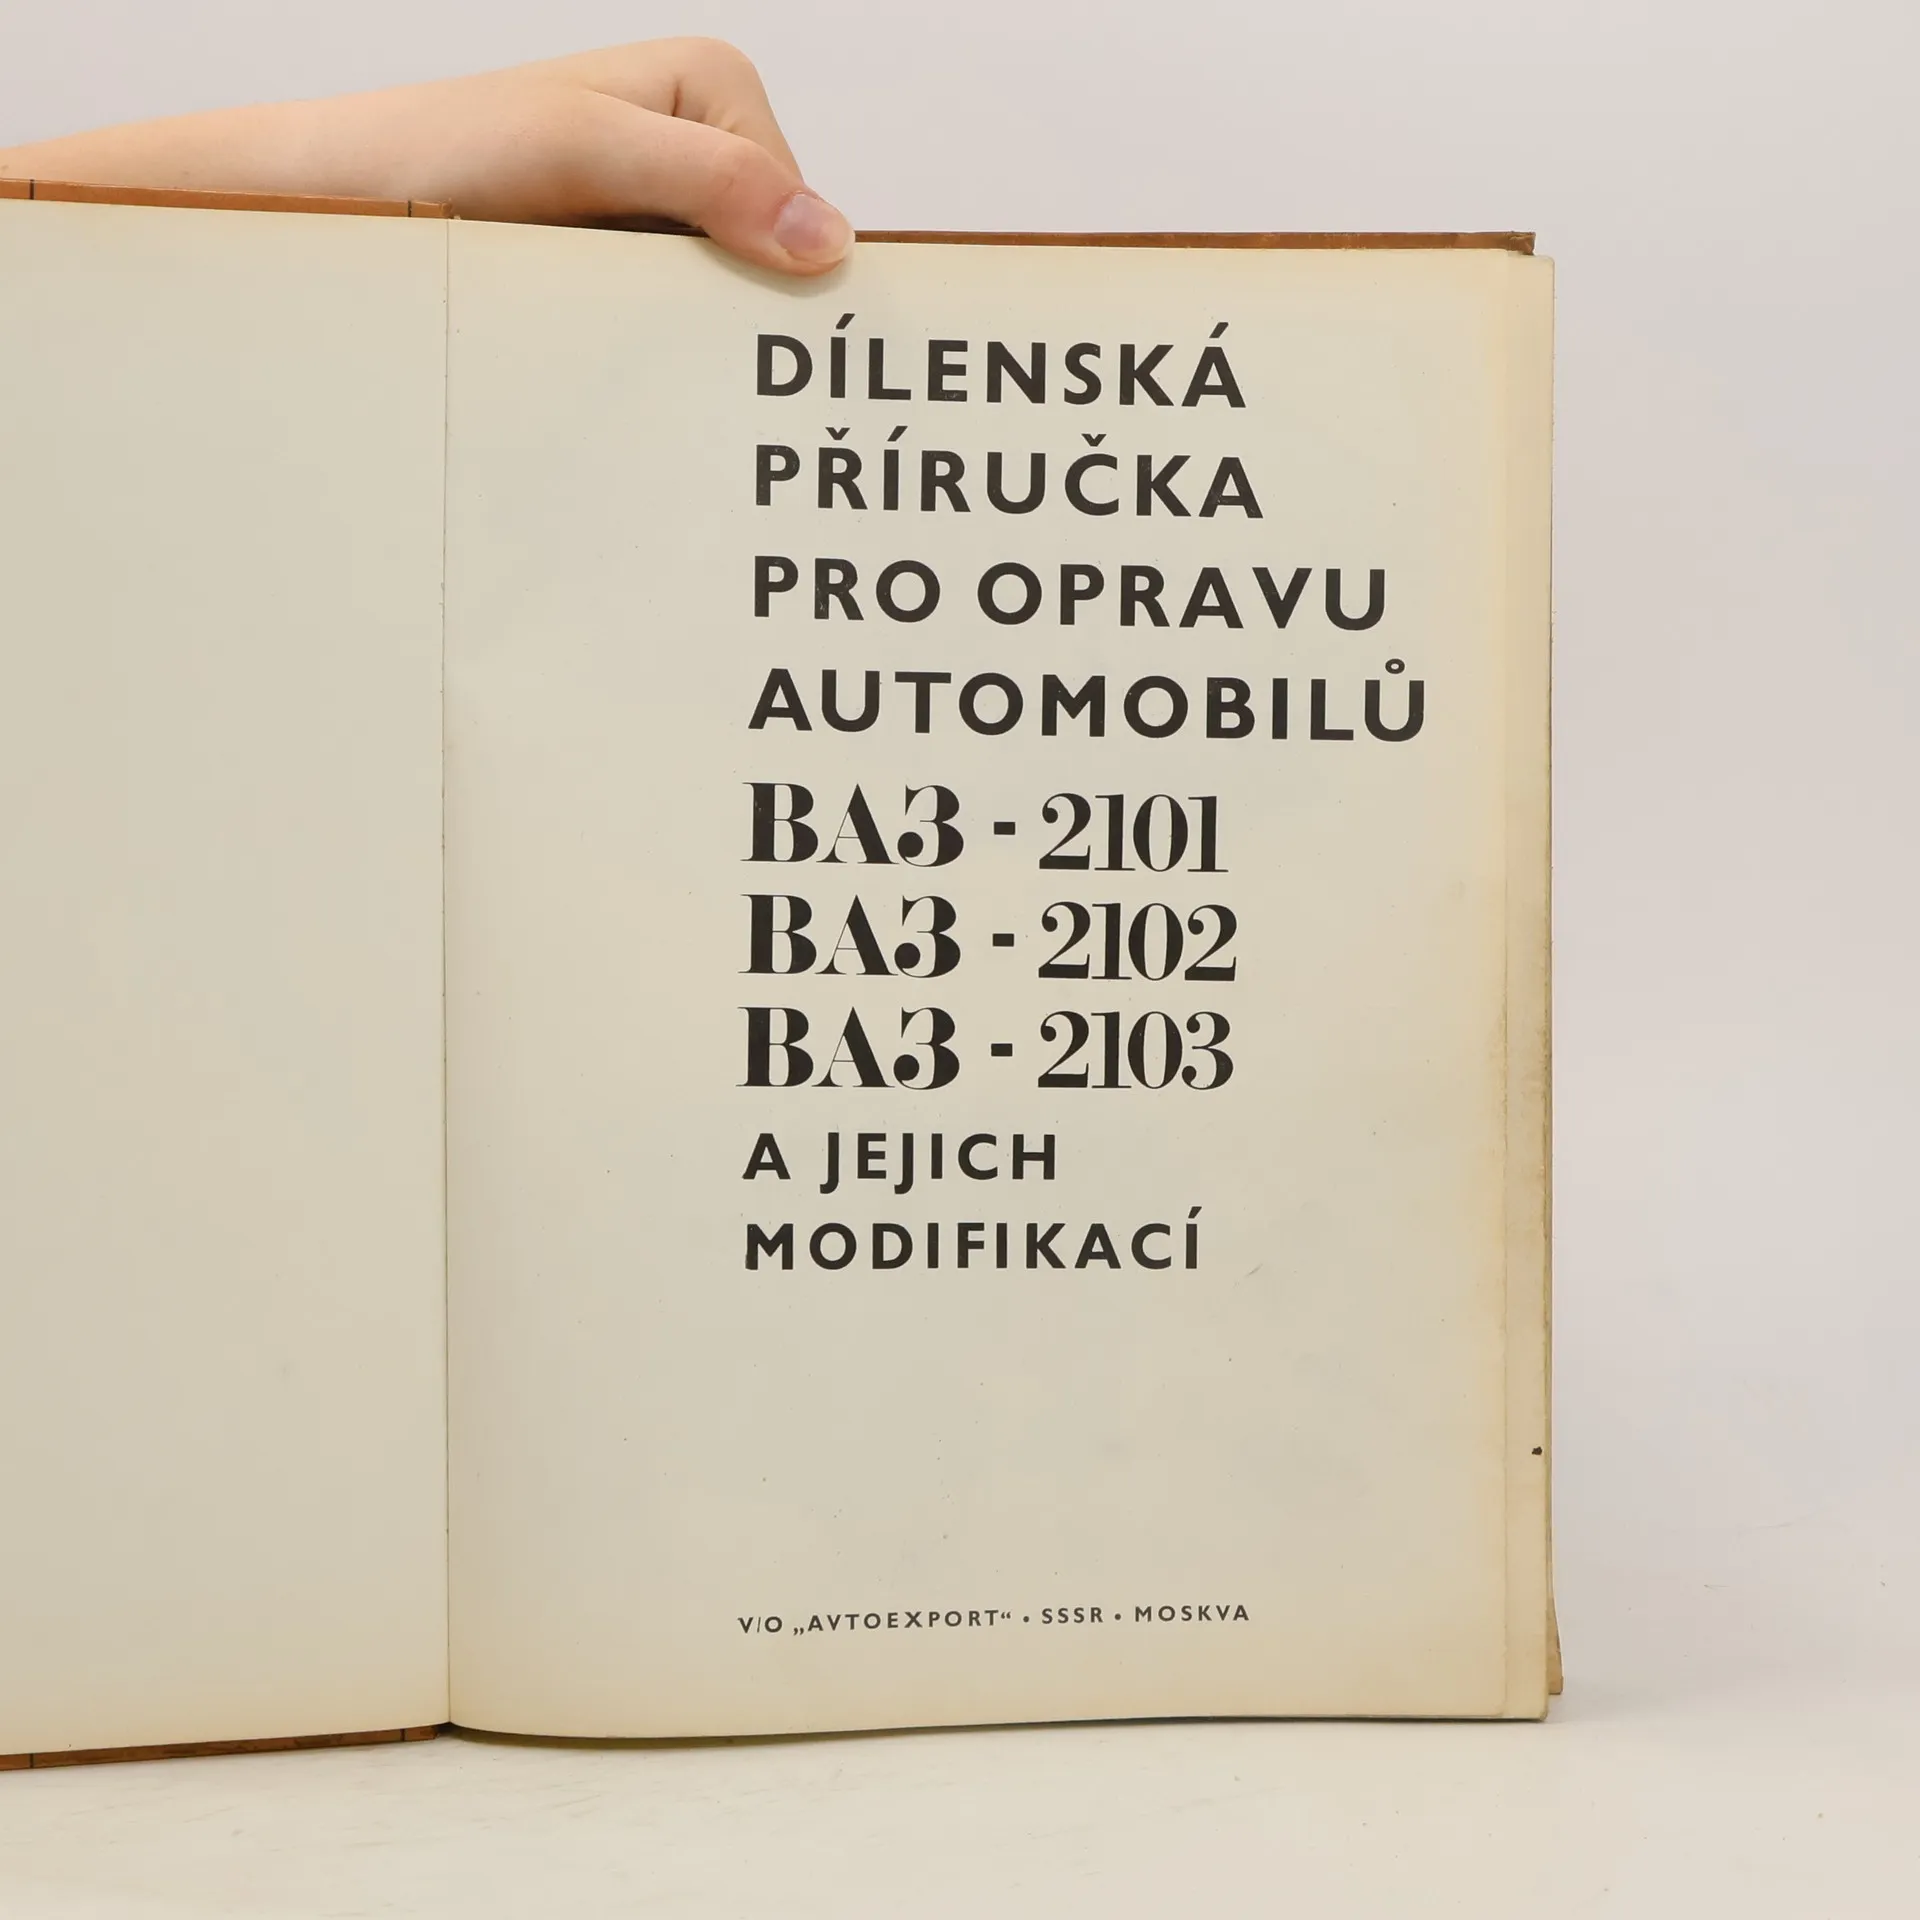 DÍLENSKÁ
PŘÍRUČKA
PRO OPRAVU
AUTOMOBILŮ
ВАЗ - 2101
ВАЗ - 2102
ВАЗ - 2103
A JEJICH
MODIFIKACÍ
V/O „AVTOEXPORT“ • SSSR • MOSKVA